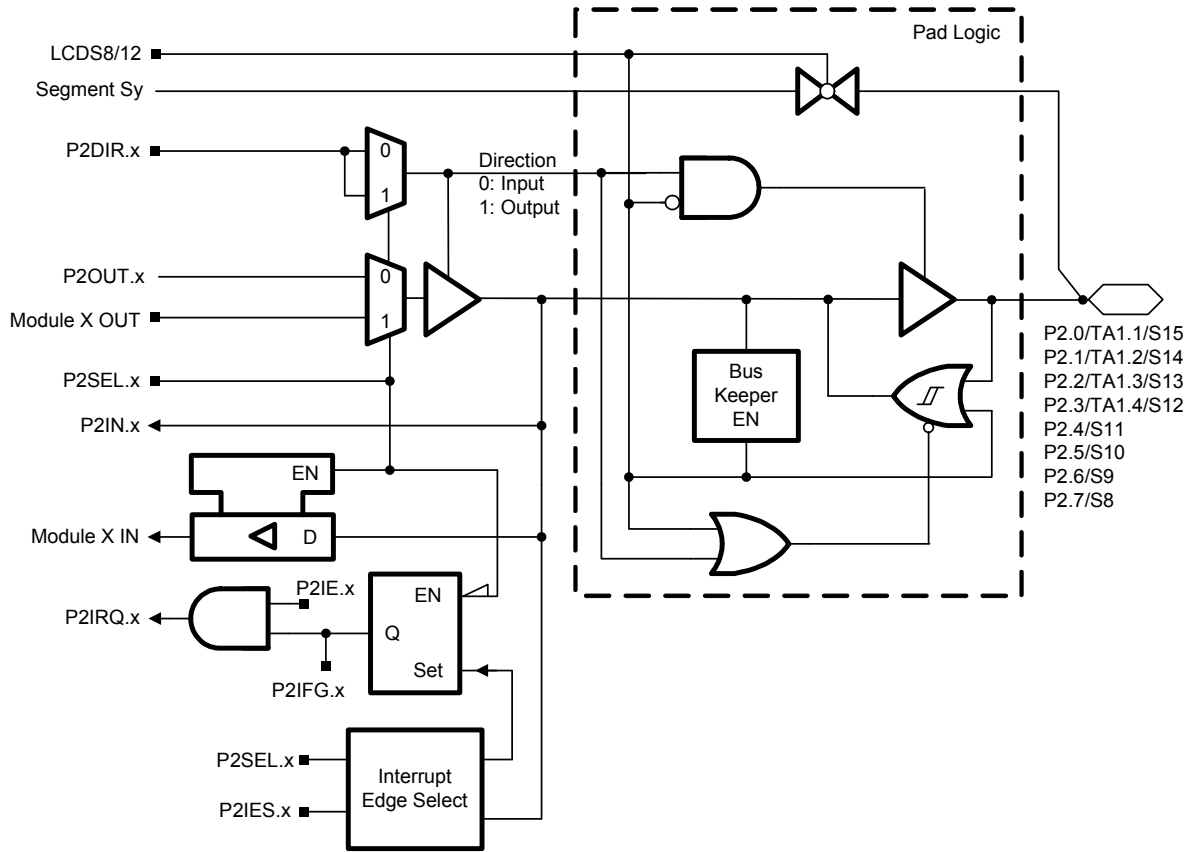 Pad Logic
LCDS8/12
Segment Sy
P2DIR.x
0
1
Direction
0: Input
1: Output
P2OUT.x
0
Module X OUT
1
P2SEL.x
P2IN.x
Bus
Keeper
EN
P2.0/TA1.1/S15
P2.1/TA1.2/S14
P2.2/TA1.3/S13
P2.3/TA1.4/S12
P2.4/S11
P2.5/S10
P2.6/S9
P2.7/S8
EN
Module X IN
D
P2IE.x
P2IRQ.x
EN
Q
Set
P2IFG.x
P2SEL.x
P2IES.x
Interrupt
Edge Select